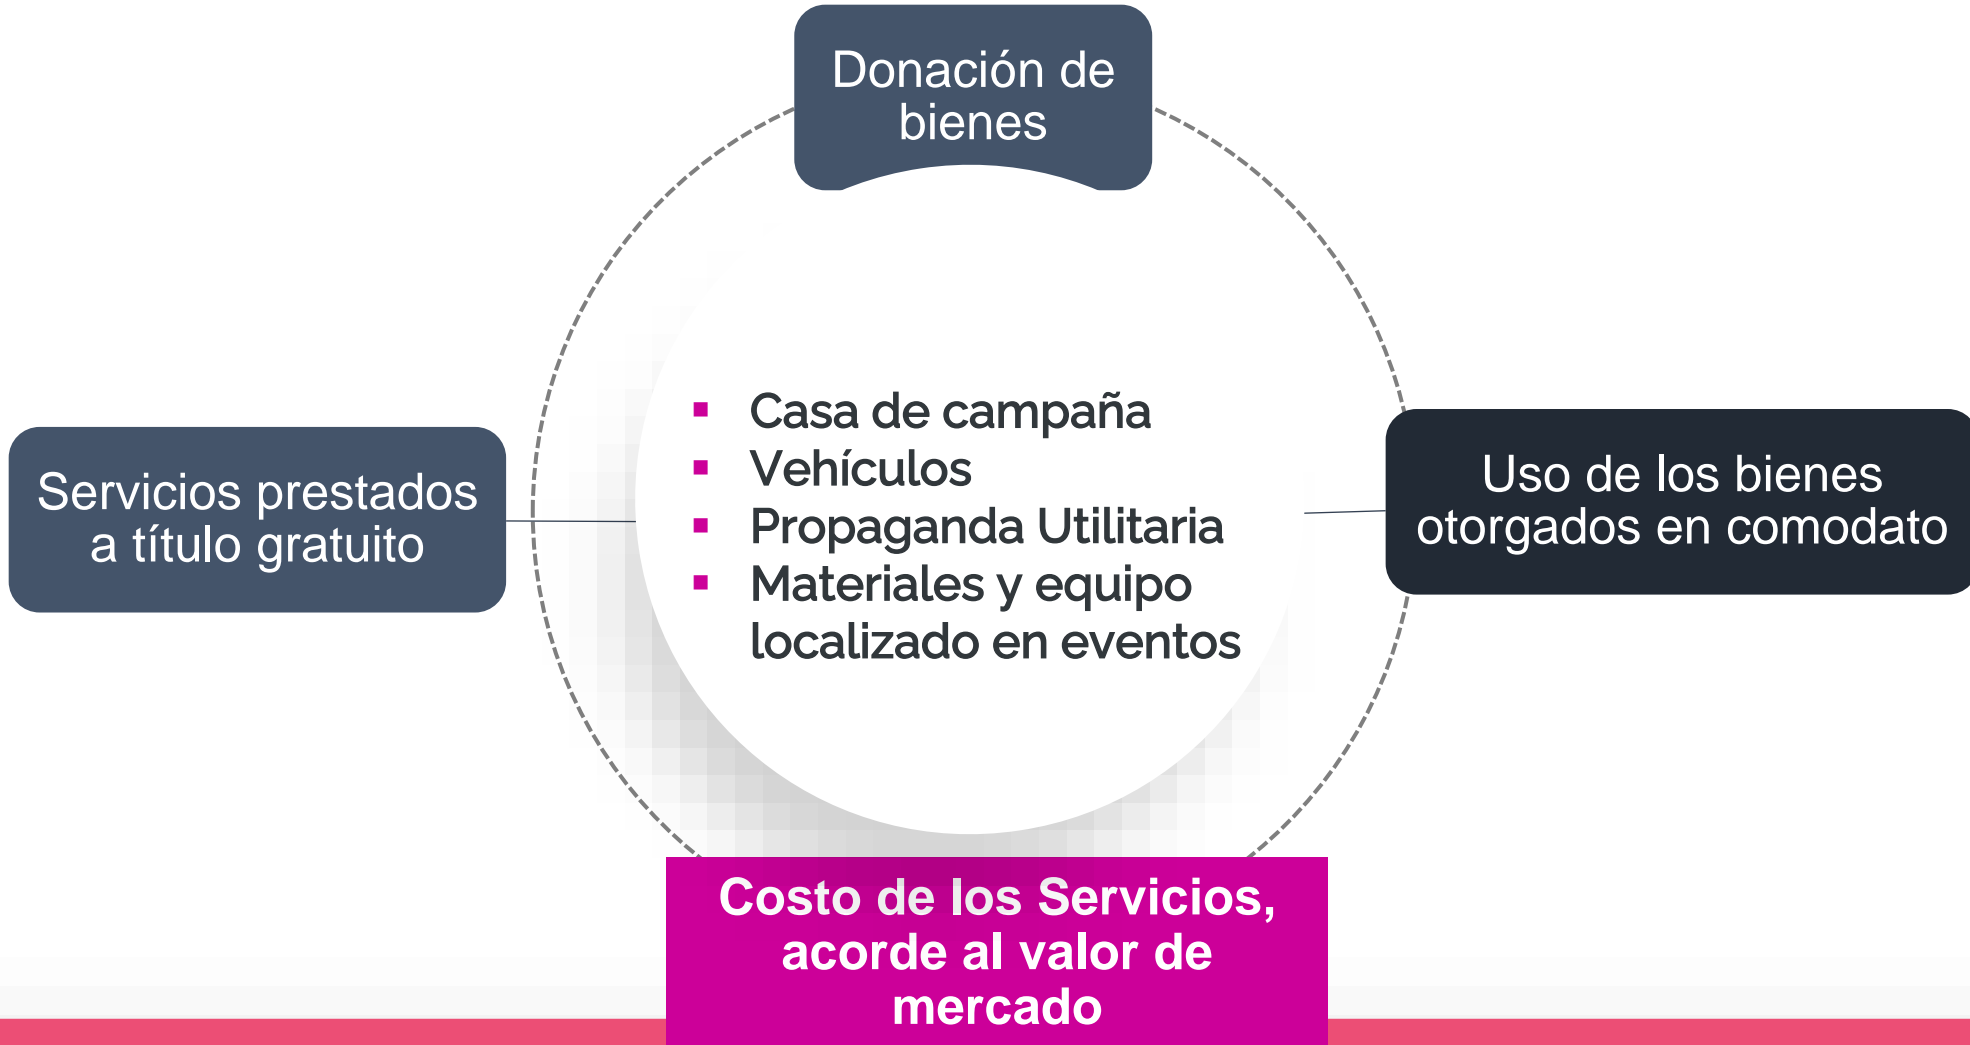 Donación de
bienes
Servicios prestados
a título gratuito
▪ Casa de campaña
▪ Vehículos
▪ Propaganda Utilitaria
▪ Materiales y equipo
localizado en eventos
Uso de los bienes
otorgados en comodato
Costo de los Servicios,
acorde al valor de
mercado